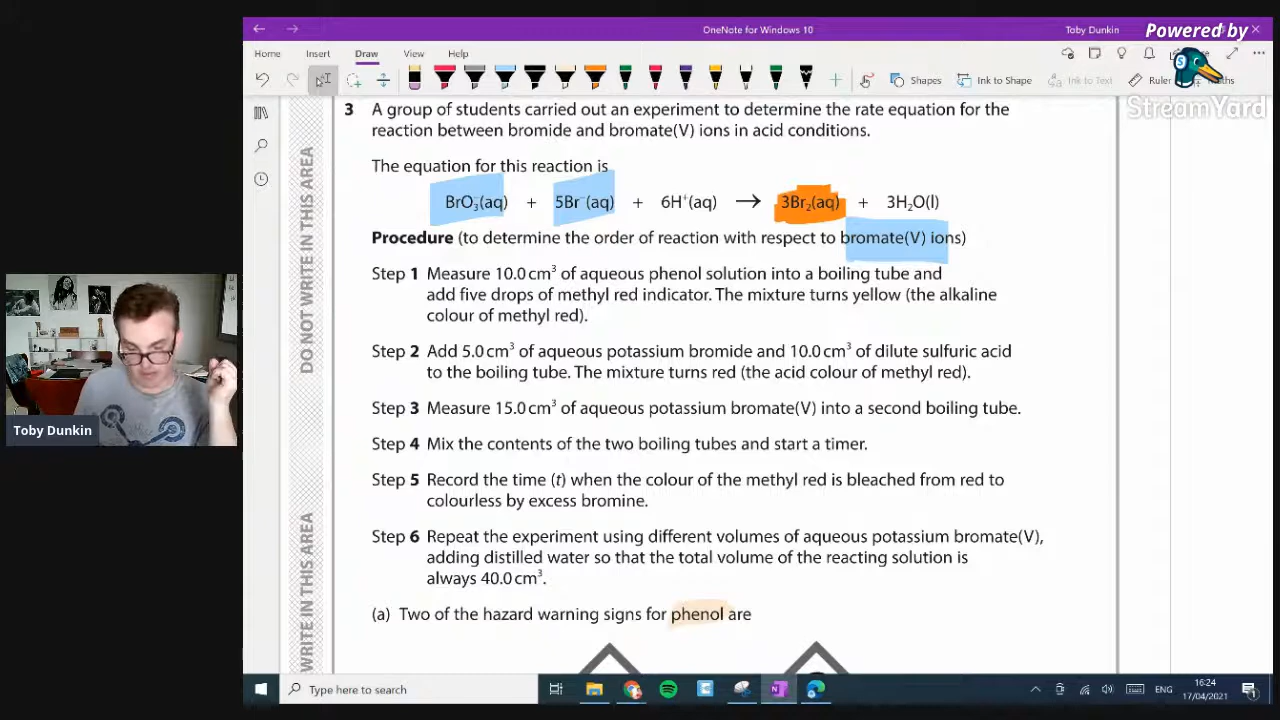 OneNote for Windows 10
Toby Dunkin
Powered by
Home Insert Draw View Help
Shapes Ink to Shape Ink to Text Ruler Maths
StreamYard
3 A group of students carried out an experiment to determine the rate equation for the
reaction between bromide and bromate(V) ions in acid conditions.
The equation for this reaction is
BrO₃⁻(aq) + 5Br⁻(aq) + 6H⁺(aq) → 3Br₂(aq) + 3H₂O(l)
Procedure (to determine the order of reaction with respect to bromate(V) ions)
Step 1 Measure 10.0 cm³ of aqueous phenol solution into a boiling tube and
add five drops of methyl red indicator. The mixture turns yellow (the alkaline
colour of methyl red).
Step 2 Add 5.0 cm³ of aqueous potassium bromide and 10.0 cm³ of dilute sulfuric acid
to the boiling tube. The mixture turns red (the acid colour of methyl red).
Step 3 Measure 15.0 cm³ of aqueous potassium bromate(V) into a second boiling tube.
Step 4 Mix the contents of the two boiling tubes and start a timer.
Step 5 Record the time (t) when the colour of the methyl red is bleached from red to
colourless by excess bromine.
Step 6 Repeat the experiment using different volumes of aqueous potassium bromate(V),
adding distilled water so that the total volume of the reacting solution is
always 40.0 cm³.
(a) Two of the hazard warning signs for phenol are
DO NOT WRITE IN THIS AREA
WRITE IN THIS AREA
Toby Dunkin
Type here to search
ENG
16:24
17/04/2021